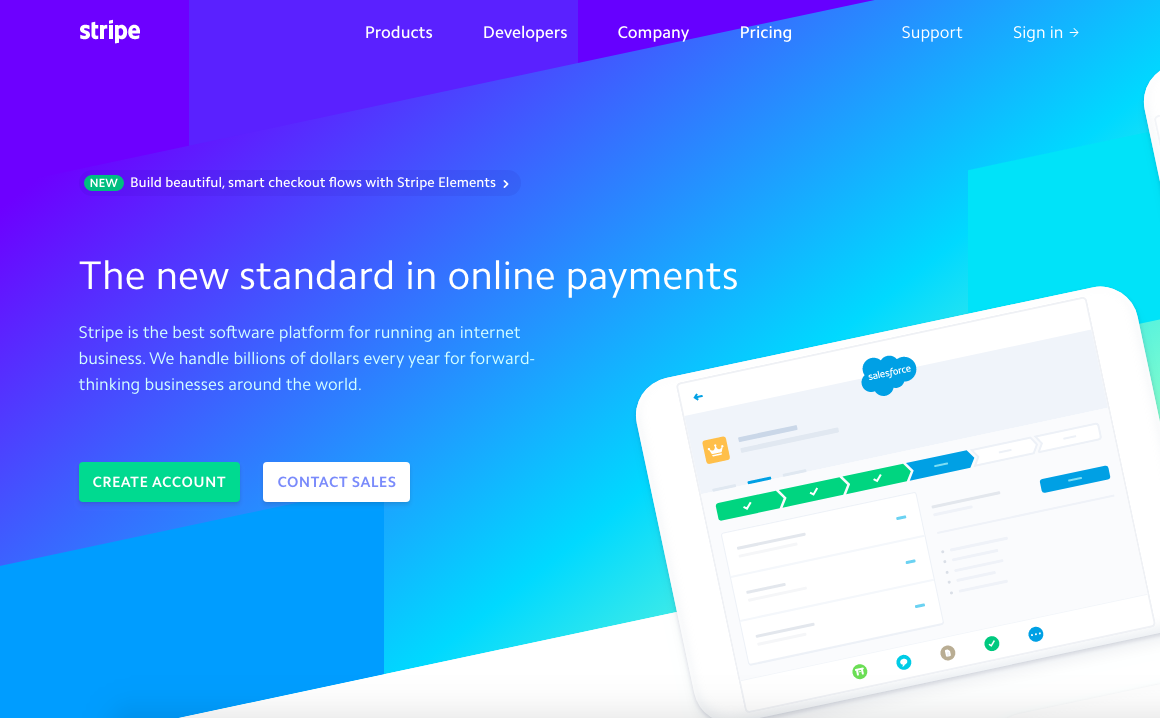 stripe
Products Developers Company Pricing Support Sign in →
NEW Build beautiful, smart checkout flows with Stripe Elements >
The new standard in online payments
Stripe is the best software platform for running an internet
business. We handle billions of dollars every year for forward-
thinking businesses around the world.
salesforce
CREATE ACCOUNT CONTACT SALES